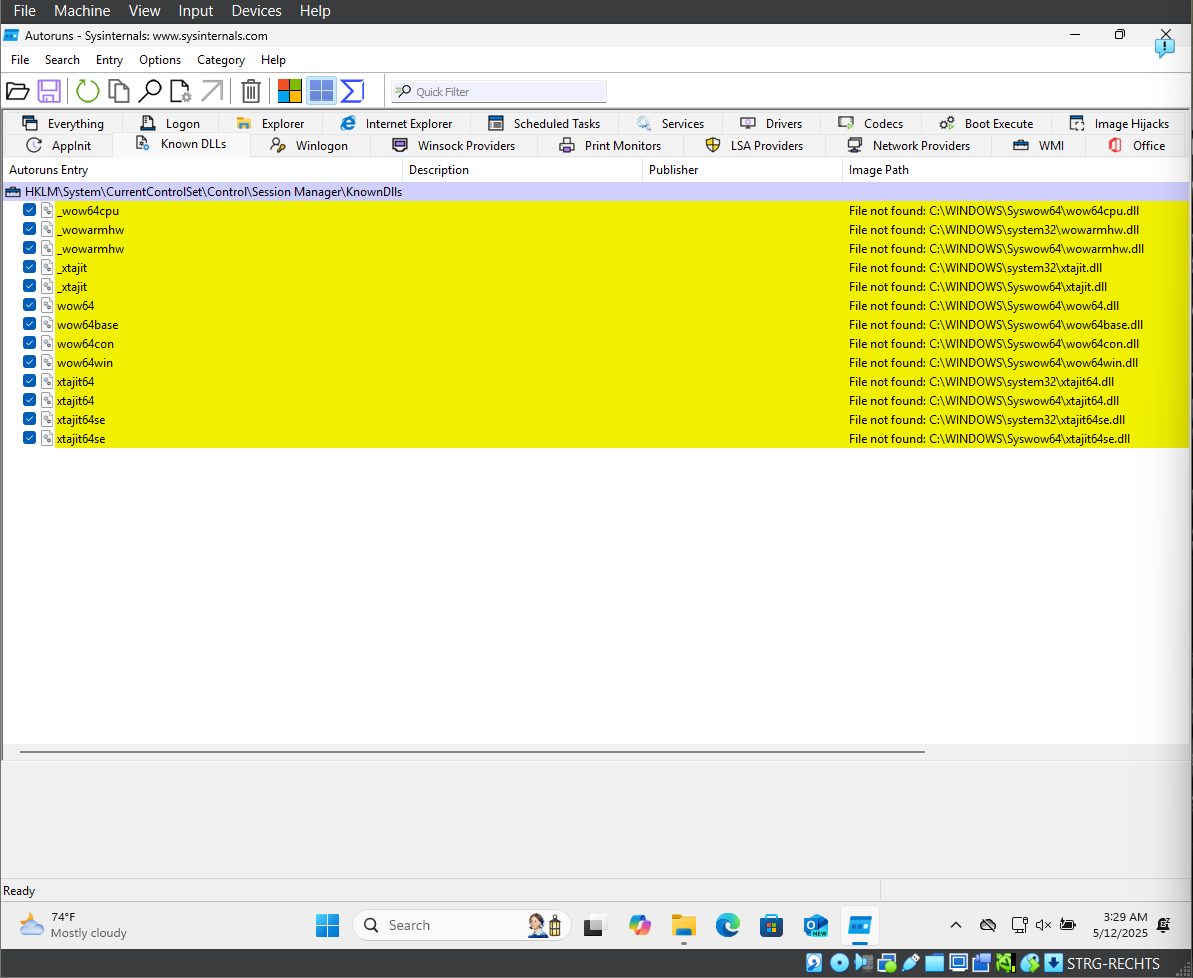 File Machine View Input Devices Help
Autoruns - Sysinternals: www.sysinternals.com
File Search Entry Options Category Help
Quick Filter
Everything Logon Explorer Internet Explorer Scheduled Tasks Services Drivers Codecs Boot Execute Image Hijacks
AppInit Known DLLs Winlogon Winsock Providers Print Monitors LSA Providers Network Providers WMI Office
Autoruns Entry Description Publisher Image Path
HKLM\System\CurrentControlSet\Control\Session Manager\KnownDlls
_wow64cpu File not found: C:\WINDOWS\Syswow64\wow64cpu.dll
_wowarmhw File not found: C:\WINDOWS\system32\wowarmhw.dll
_wowarmhw File not found: C:\WINDOWS\Syswow64\wowarmhw.dll
_xtajit File not found: C:\WINDOWS\system32\xtajit.dll
_xtajit File not found: C:\WINDOWS\Syswow64\xtajit.dll
wow64 File not found: C:\WINDOWS\Syswow64\wow64.dll
wow64base File not found: C:\WINDOWS\Syswow64\wow64base.dll
wow64con File not found: C:\WINDOWS\Syswow64\wow64con.dll
wow64win File not found: C:\WINDOWS\Syswow64\wow64win.dll
xtajit64 File not found: C:\WINDOWS\system32\xtajit64.dll
xtajit64 File not found: C:\WINDOWS\Syswow64\xtajit64.dll
xtajit64se File not found: C:\WINDOWS\system32\xtajit64se.dll
xtajit64se File not found: C:\WINDOWS\Syswow64\xtajit64se.dll
Ready
74°F
Mostly cloudy
Search
NEW
3:29 AM
5/12/2025
STRG-RECHTS